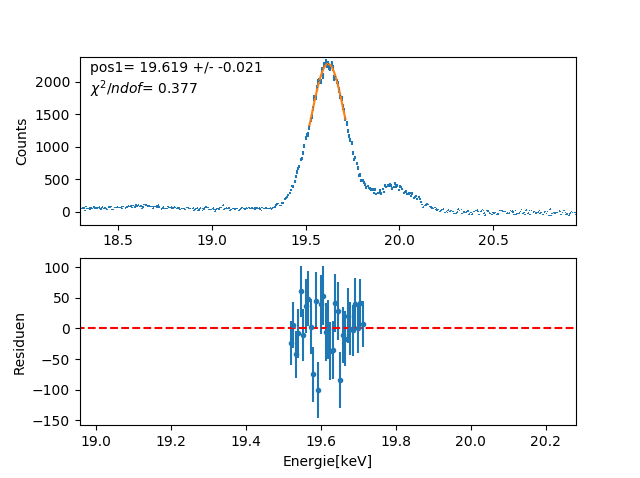 pos1= 19.619 +/- -0.021
χ²/ndof= 0.377
2000
1500
1000
500
0
Counts
18.5 19.0 19.5 20.0 20.5
100
50
0
−50
−100
−150
Residuen
19.0 19.2 19.4 19.6 19.8 20.0 20.2
Energie[keV]